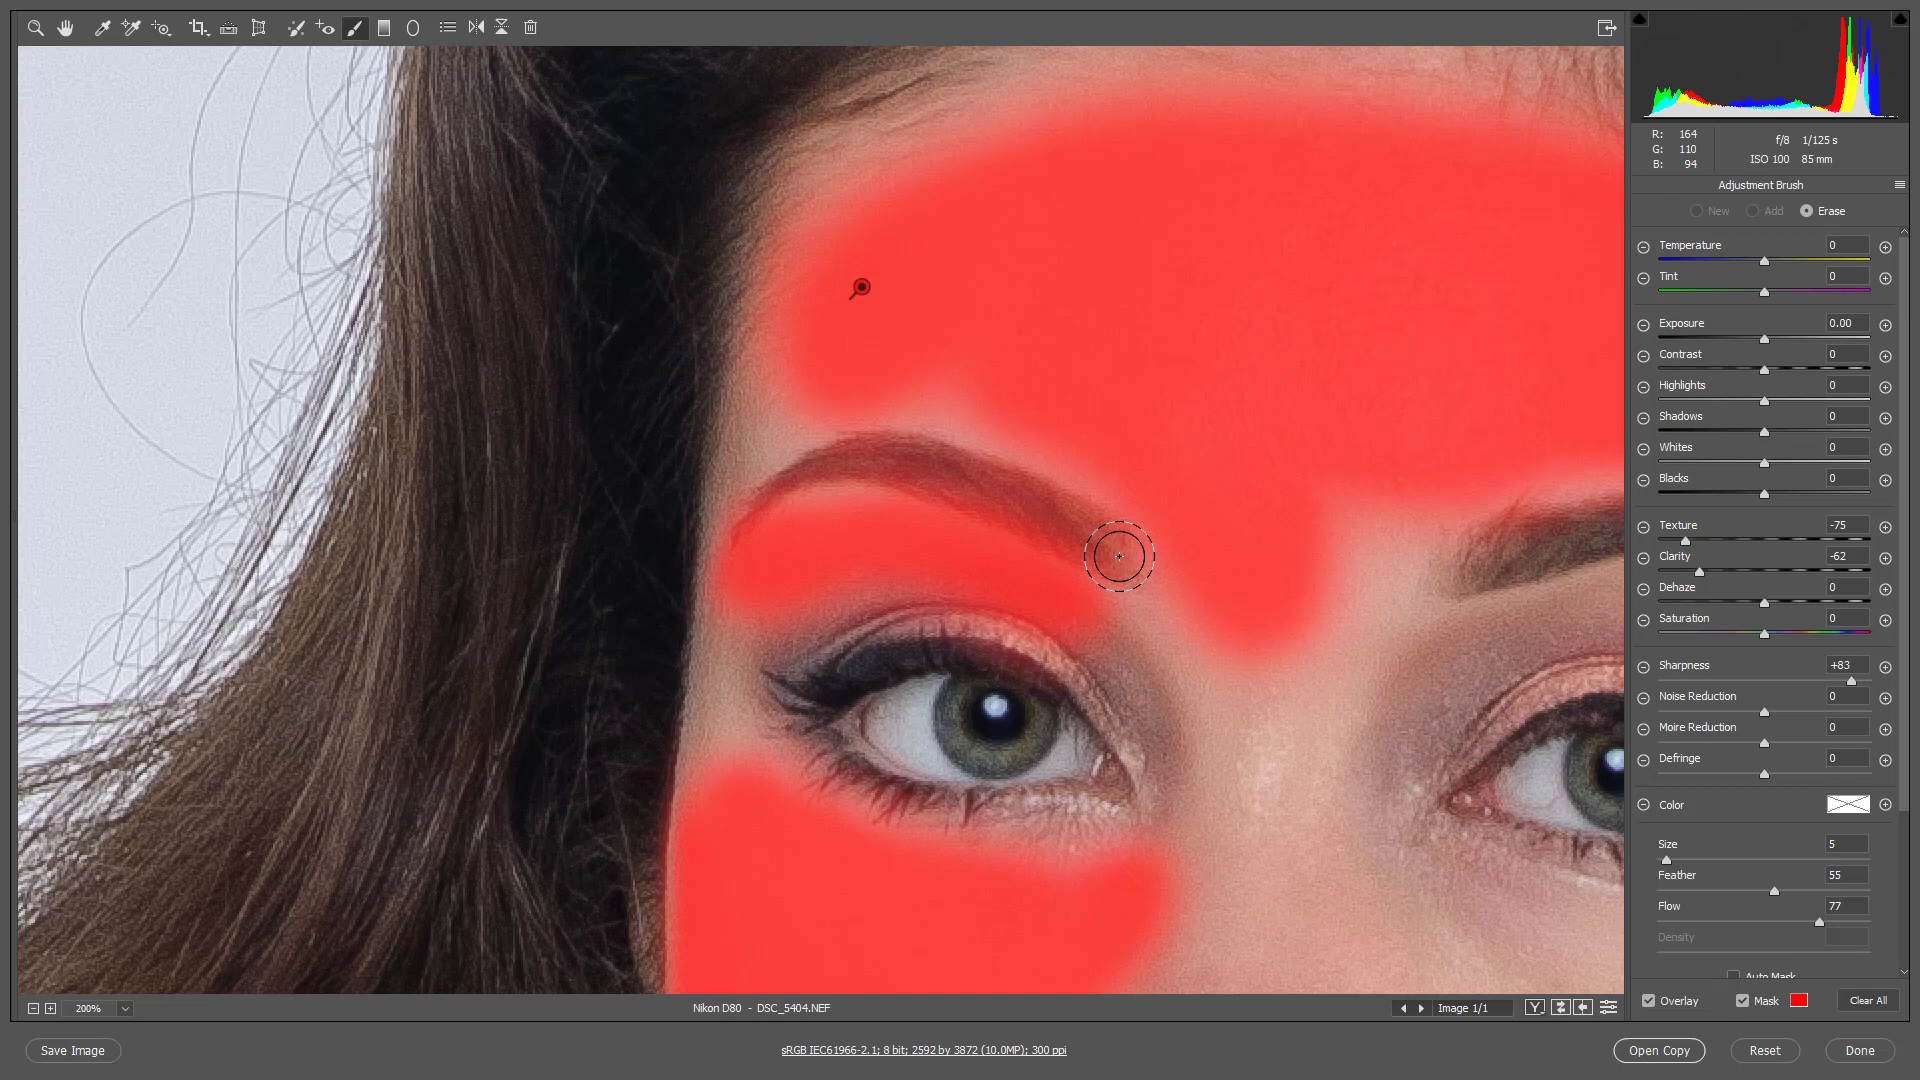 R: 164
G: 110
B: 94
f/8 1/125 s
ISO 100 85 mm
Adjustment Brush
New Add Erase
Temperature 0
Tint 0
Exposure 0.00
Contrast 0
Highlights 0
Shadows 0
Whites 0
Blacks 0
Texture -75
Clarity -62
Dehaze 0
Saturation 0
Sharpness +83
Noise Reduction 0
Moire Reduction 0
Defringe 0
Color
Size 5
Feather 55
Flow 77
Density
Auto Mask
200%
Nikon D80 - DSC_5404.NEF
Image 1/1
Y
Overlay Mask Clear All
Save Image
sRGB IEC61966-2.1; 8 bit; 2592 by 3872 (10.0MP); 300 ppi
Open Copy Reset Done